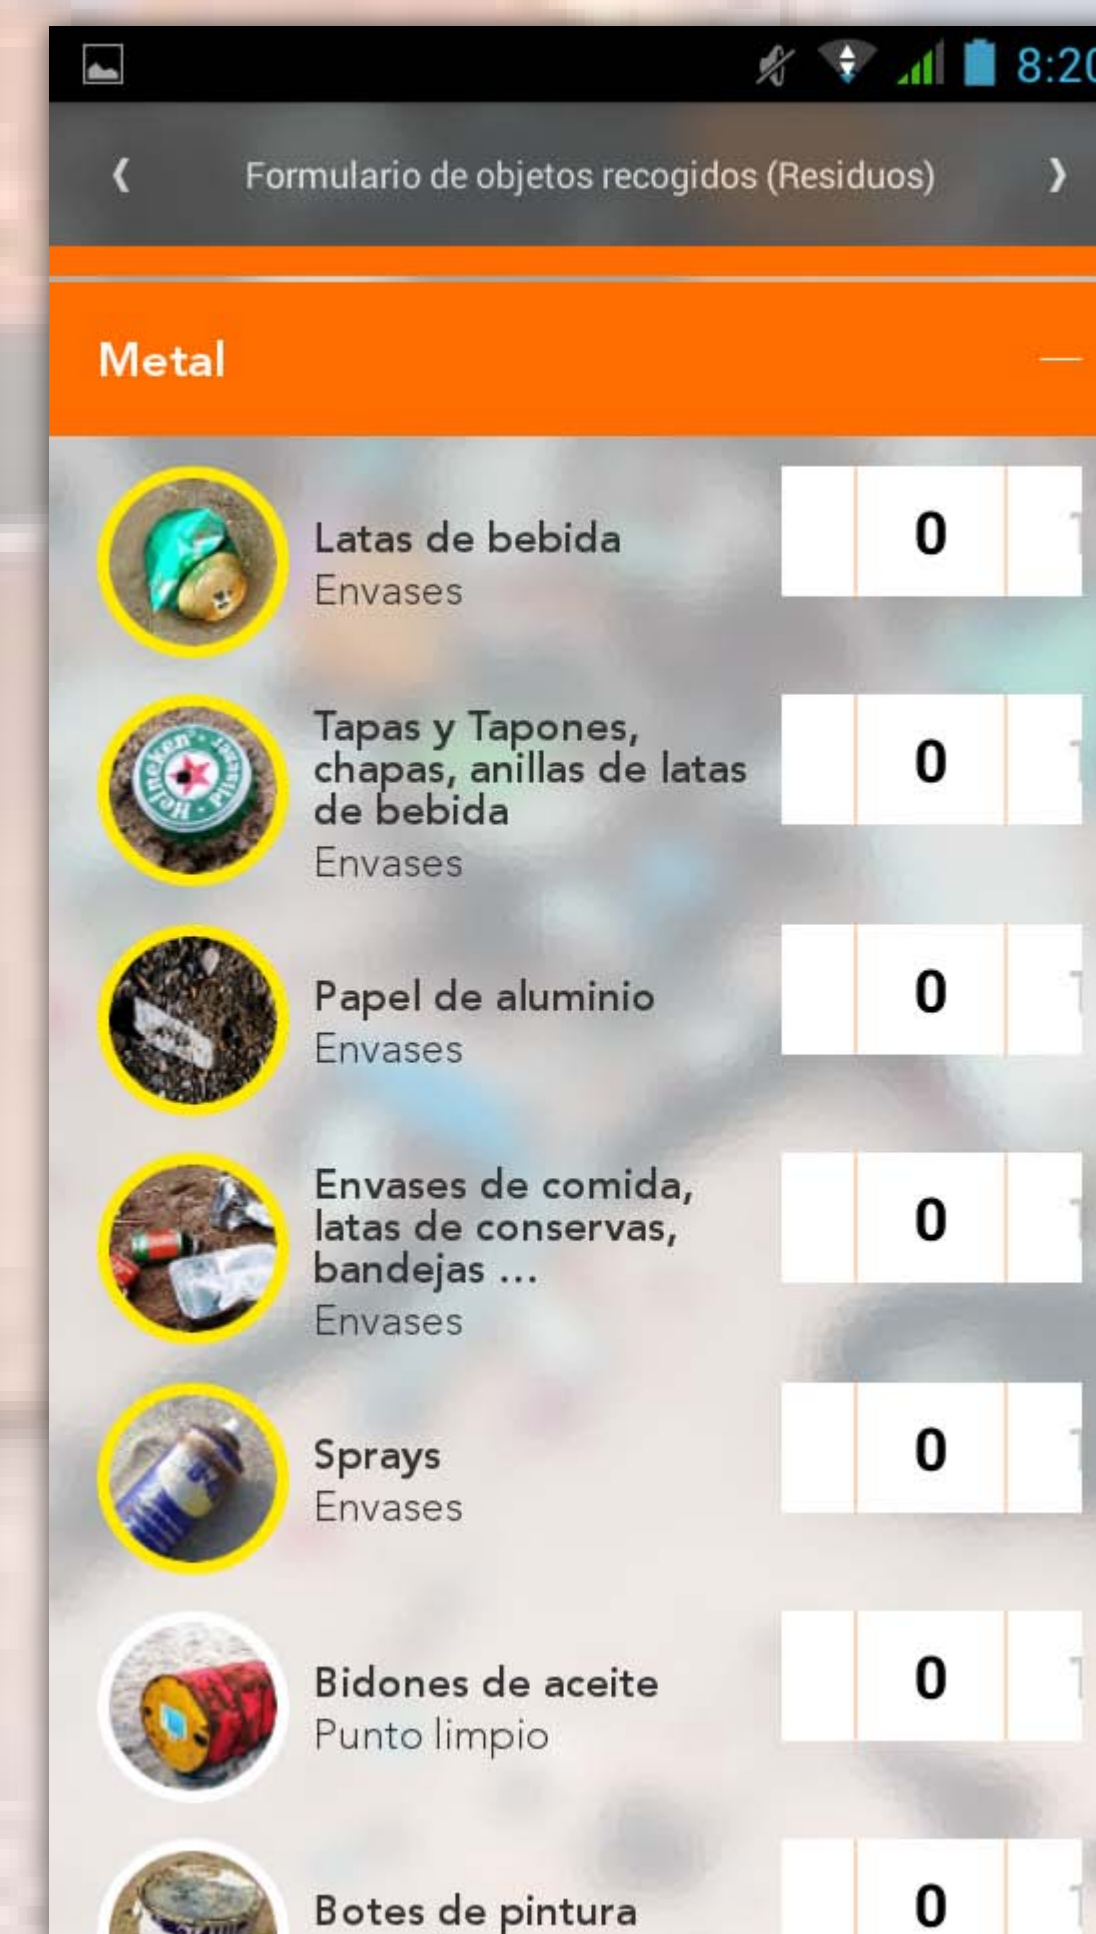 8:20
Formulario de objetos recogidos (Residuos)
Metal
Latas de bebida
Envases
0
Heineken
Pilsener
Tapas y Tapones,
chapas, anillas de latas
de bebida
Envases
0
Papel de aluminio
Envases
0
Envases de comida,
latas de conservas,
bandejas ...
Envases
0
Sprays
Envases
0
Bidones de aceite
Punto limpio
0
Botes de pintura
0